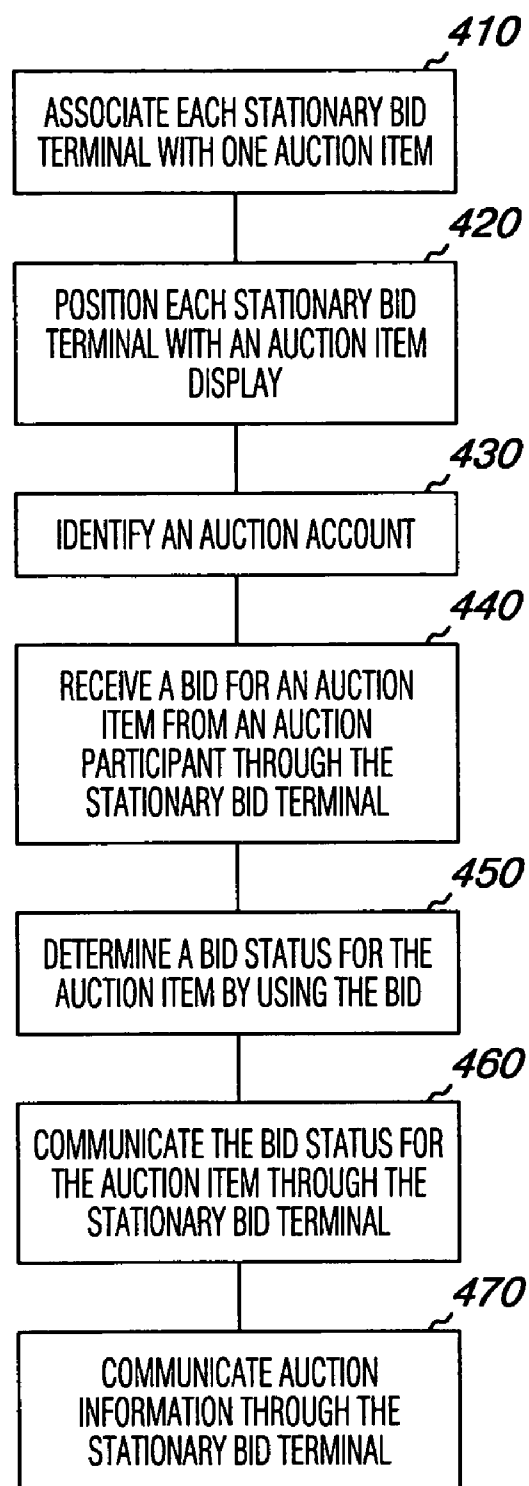 410
ASSOCIATE EACH STATIONARY BID
TERMINAL WITH ONE AUCTION ITEM
420
POSITION EACH STATIONARY BID
TERMINAL WITH AN AUCTION ITEM
DISPLAY
430
IDENTIFY AN AUCTION ACCOUNT
440
RECEIVE A BID FOR AN AUCTION
ITEM FROM AN AUCTION
PARTICIPANT THROUGH THE
STATIONARY BID TERMINAL
450
DETERMINE A BID STATUS FOR THE
AUCTION ITEM BY USING THE BID
460
COMMUNICATE THE BID STATUS FOR
THE AUCTION ITEM THROUGH THE
STATIONARY BID TERMINAL
470
COMMUNICATE AUCTION
INFORMATION THROUGH THE
STATIONARY BID TERMINAL